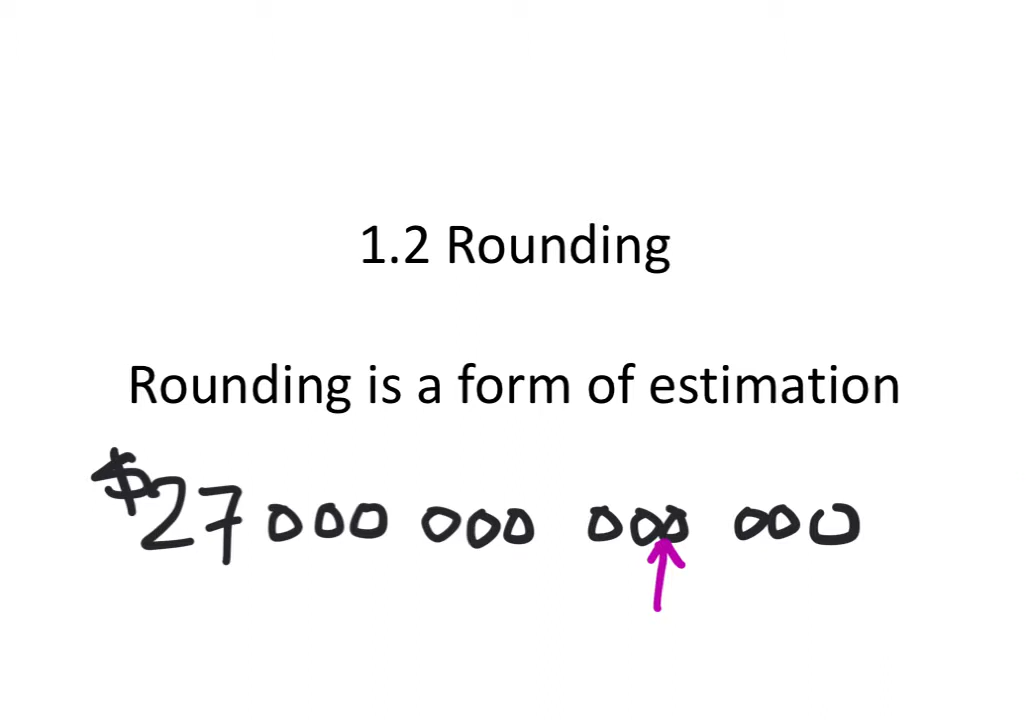 1.2 Rounding
Rounding is a form of estimation
$27 000 000 000 000